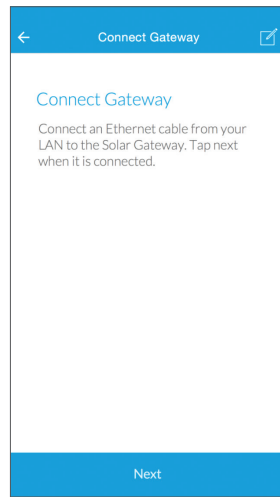 Connect Gateway
Connect Gateway
Connect an Ethernet cable from your
LAN to the Solar Gateway. Tap next
when it is connected.
Next